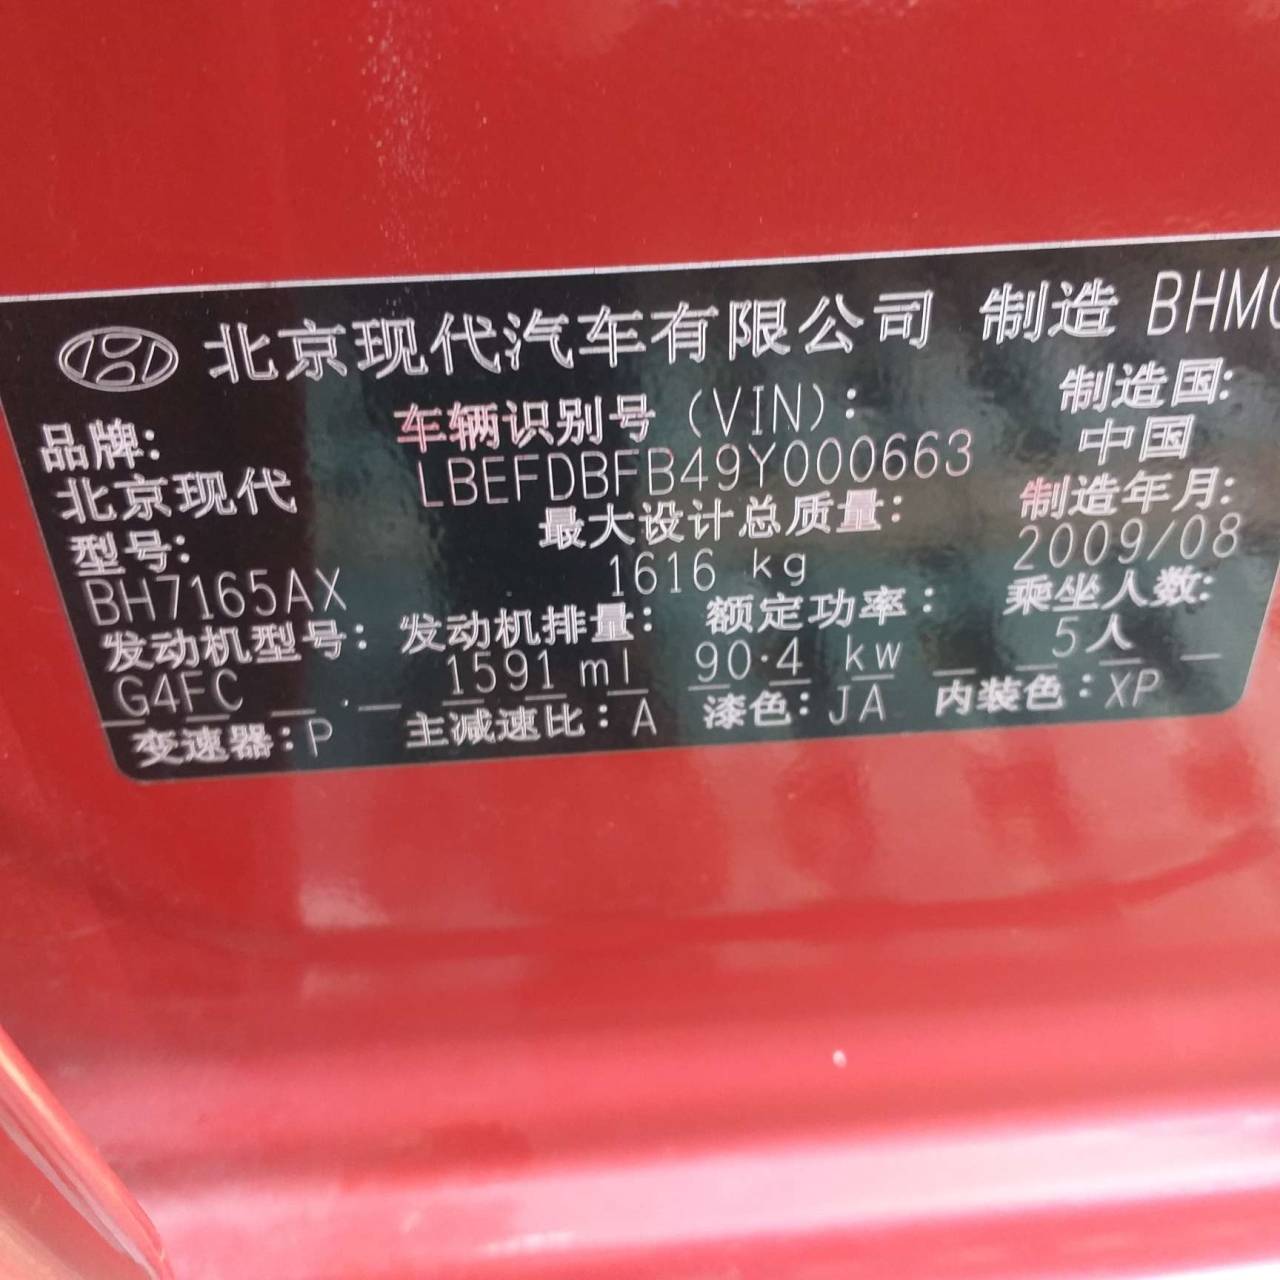 北京现代汽车有限公司 制造 BHMC
品牌: 车辆识别号 (VIN): 制造国:
北京现代 LBEFDBFB49Y000663 中国
型号: 最大设计总质量: 制造年月:
BH7165AX 1616 kg 2009/08
发动机型号: 发动机排量: 额定功率: 乘坐人数:
G4FC 1591 ml 90.4 kw 5人
变速器:P 主减速比:A 漆色:JA 内装色:XP